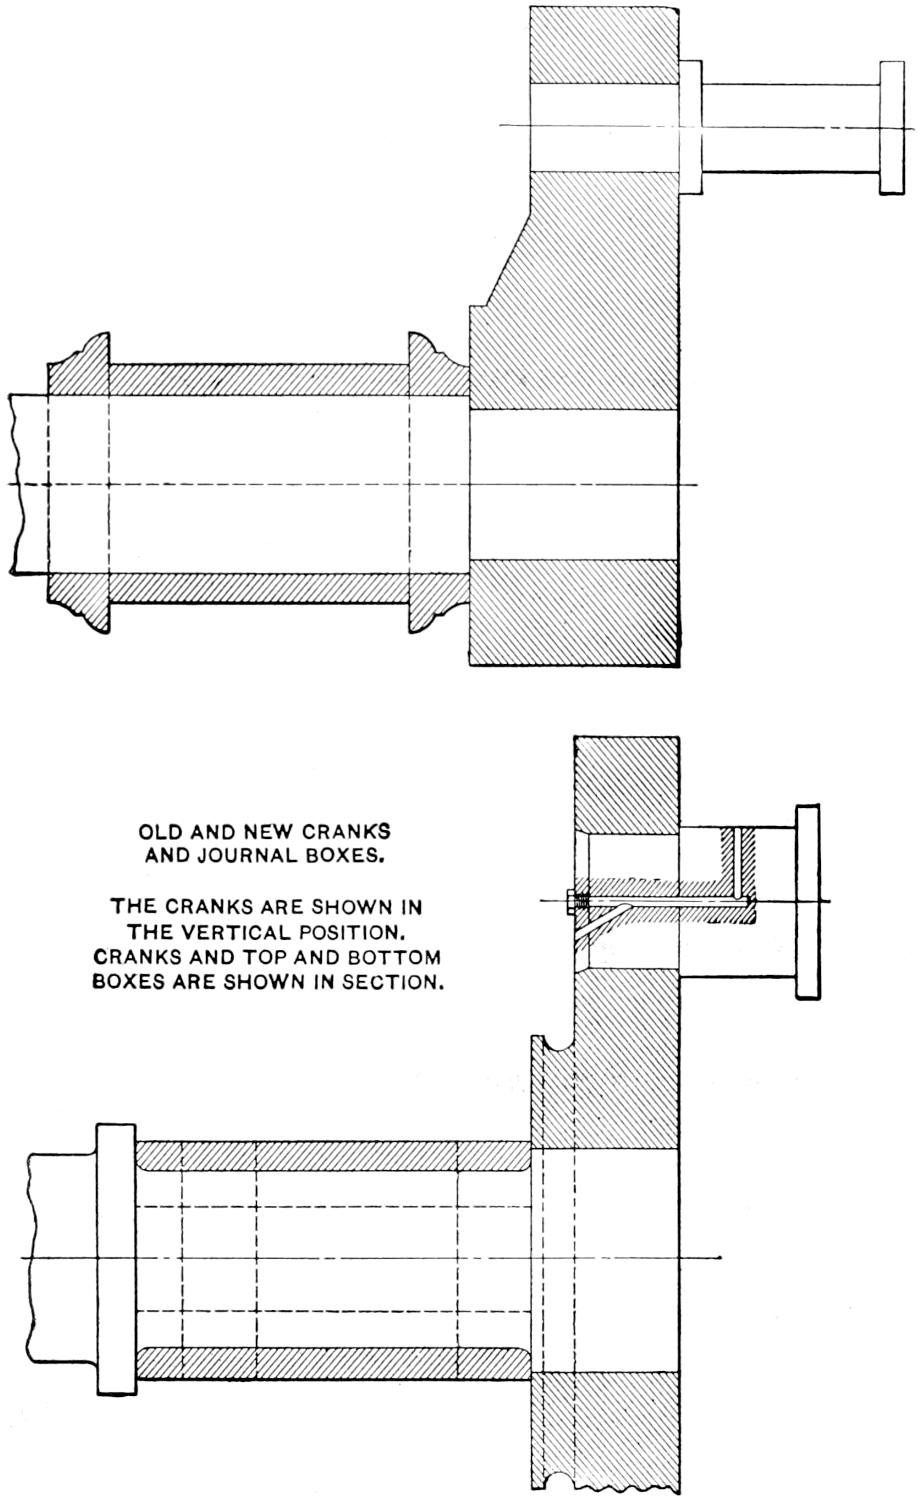 OLD AND NEW CRANKS
AND JOURNAL BOXES.
THE CRANKS ARE SHOWN IN
THE VERTICAL POSITION.
CRANKS AND TOP AND BOTTOM
BOXES ARE SHOWN IN SECTION.